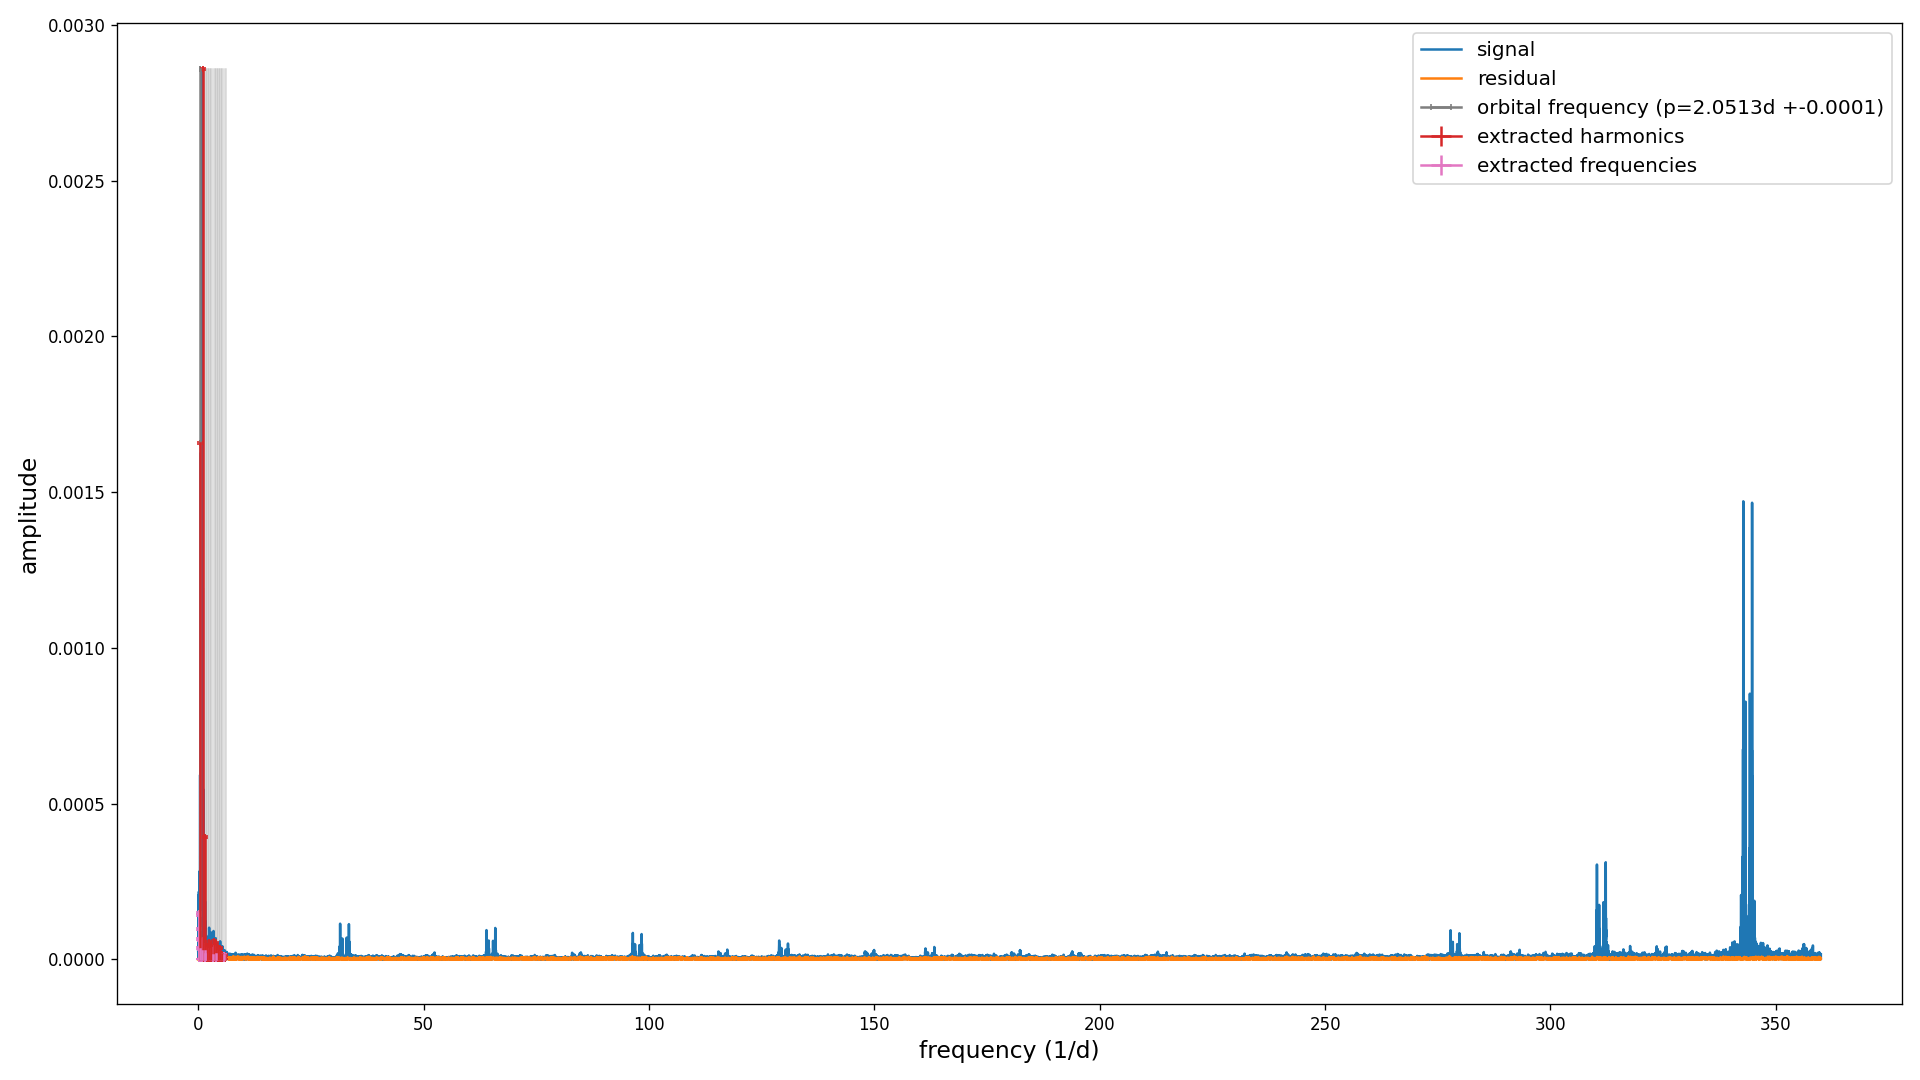 0.0030
0.0025
0.0020
0.0015
0.0010
0.0005
0.0000
amplitude
signal
residual
orbital frequency (p=2.0513d +-0.0001)
extracted harmonics
extracted frequencies
0 50 100 150 200 250 300 350
frequency (1/d)